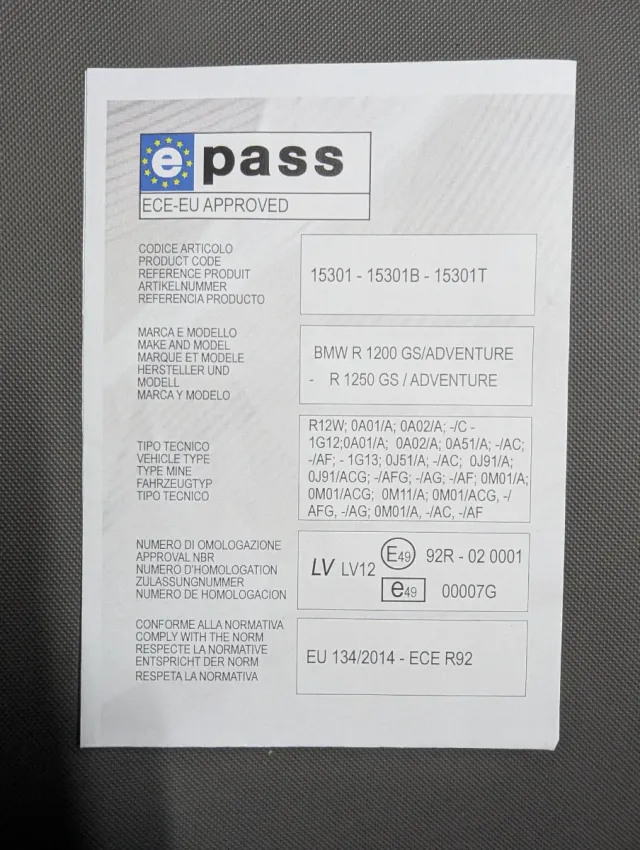 e pass
ECE-EU APPROVED
CODICE ARTICOLO
PRODUCT CODE
REFERENCE PRODUIT
ARTIKELNUMMER
REFERENCIA PRODUCTO
15301 - 15301B - 15301T
MARCA E MODELLO
MAKE AND MODEL
MARQUE ET MODELE
HERSTELLER UND
MODELL
MARCA Y MODELO
BMW R 1200 GS/ADVENTURE
- R 1250 GS / ADVENTURE
TIPO TECNICO
VEHICLE TYPE
TYPE MINE
FAHRZEUGTYP
TIPO TECNICO
R12W; 0A01/A; 0A02/A; -/C -
1G12;0A01/A; 0A02/A; 0A51/A; -/AC;
-/AF; - 1G13; 0J51/A; -/AC; 0J91/A;
0J91/ACG; -/AFG; -/AG; -/AF; 0M01/A;
0M01/ACG; 0M11/A; 0M01/ACG, -/
AFG, -/AG; 0M01/A, -/AC, -/AF
NUMERO DI OMOLOGAZIONE
APPROVAL NBR
NUMERO D'HOMOLOGATION
ZULASSUNGNUMMER
NUMERO DE HOMOLOGACION
LV LV12 E49 92R - 02 0001
e49 00007G
CONFORME ALLA NORMATIVA
COMPLY WITH THE NORM
RESPECTE LA NORMATIVE
ENTSPRICHT DER NORM
RESPETA LA NORMATIVA
EU 134/2014 - ECE R92